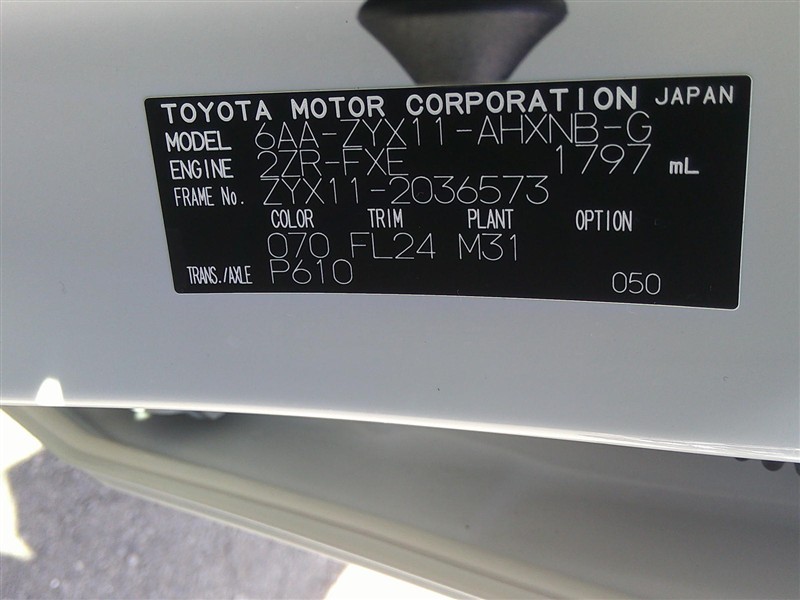 TOYOTA MOTOR CORPORATION JAPAN
MODEL 6AA-ZYX11-AHXNB-G
ENGINE 2ZR-FXE 1797 mL
FRAME No. ZYX11-2036573
COLOR TRIM PLANT OPTION
070 FL24 M31
TRANS./AXLE P610 050